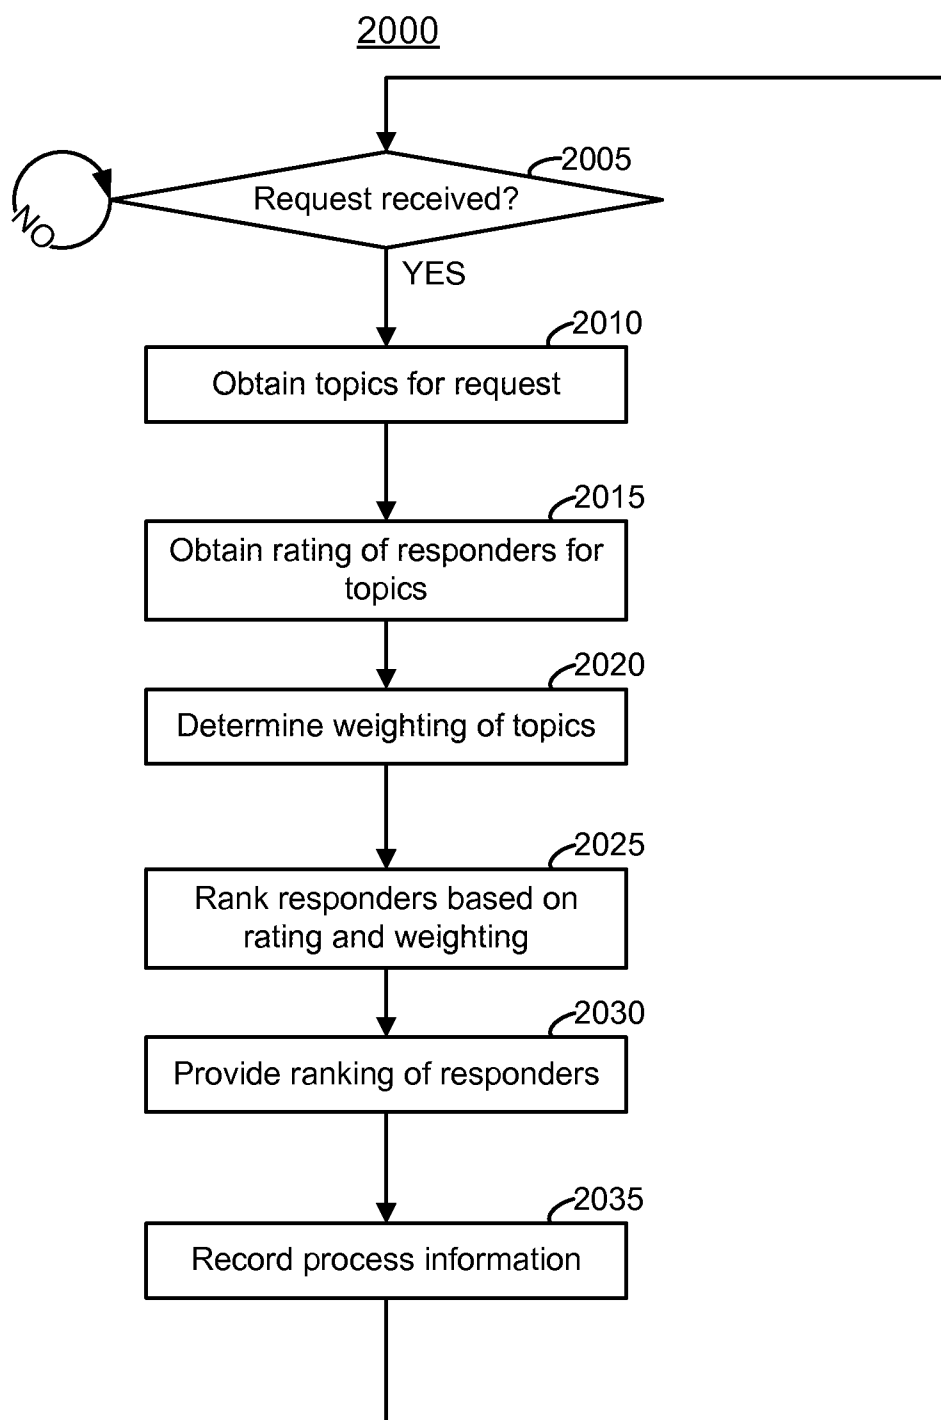 2000
2005
Request received?
NO
YES
2010
Obtain topics for request
2015
Obtain rating of responders for
topics
2020
Determine weighting of topics
2025
Rank responders based on
rating and weighting
2030
Provide ranking of responders
2035
Record process information